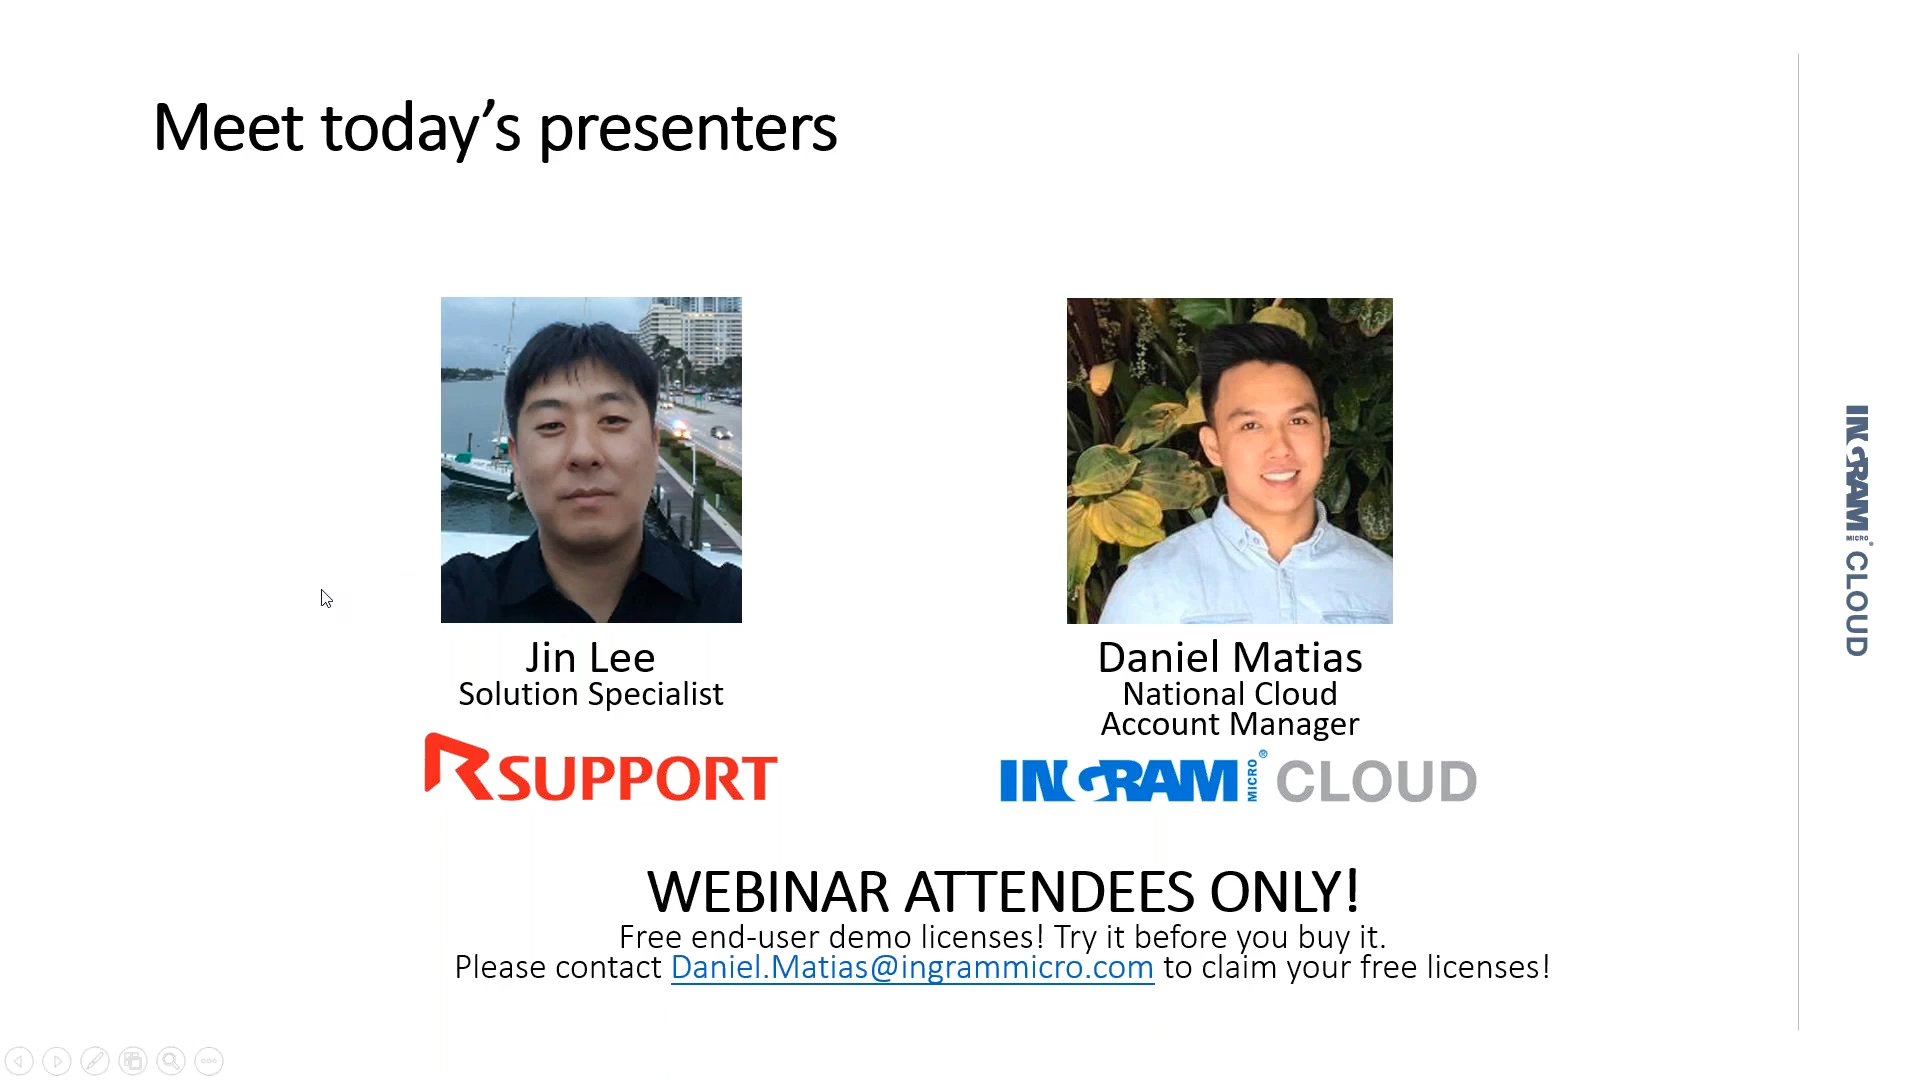 Meet today’s presenters
Jin Lee
Solution Specialist
RSUPPORT
Daniel Matias
National Cloud
Account Manager
INGRAM MICRO® CLOUD
WEBINAR ATTENDEES ONLY!
Free end-user demo licenses! Try it before you buy it.
Please contact Daniel.Matias@ingrammicro.com to claim your free licenses!
INGRAM MICRO® CLOUD